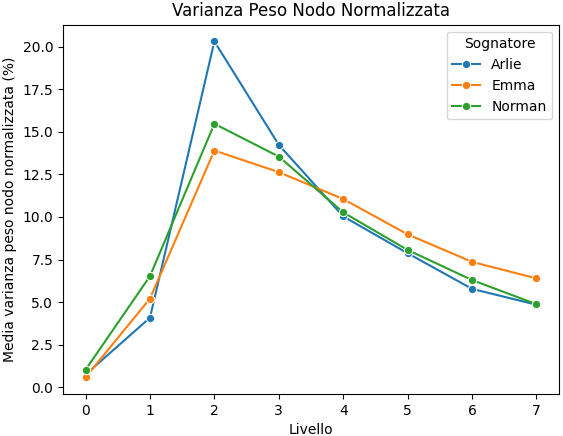 Varianza Peso Nodo Normalizzata
Media varianza peso nodo normalizzata (%)
20.0
17.5
15.0
12.5
10.0
7.5
5.0
2.5
0.0
Sognatore
Arlie
Emma
Norman
0 1 2 3 4 5 6 7
Livello